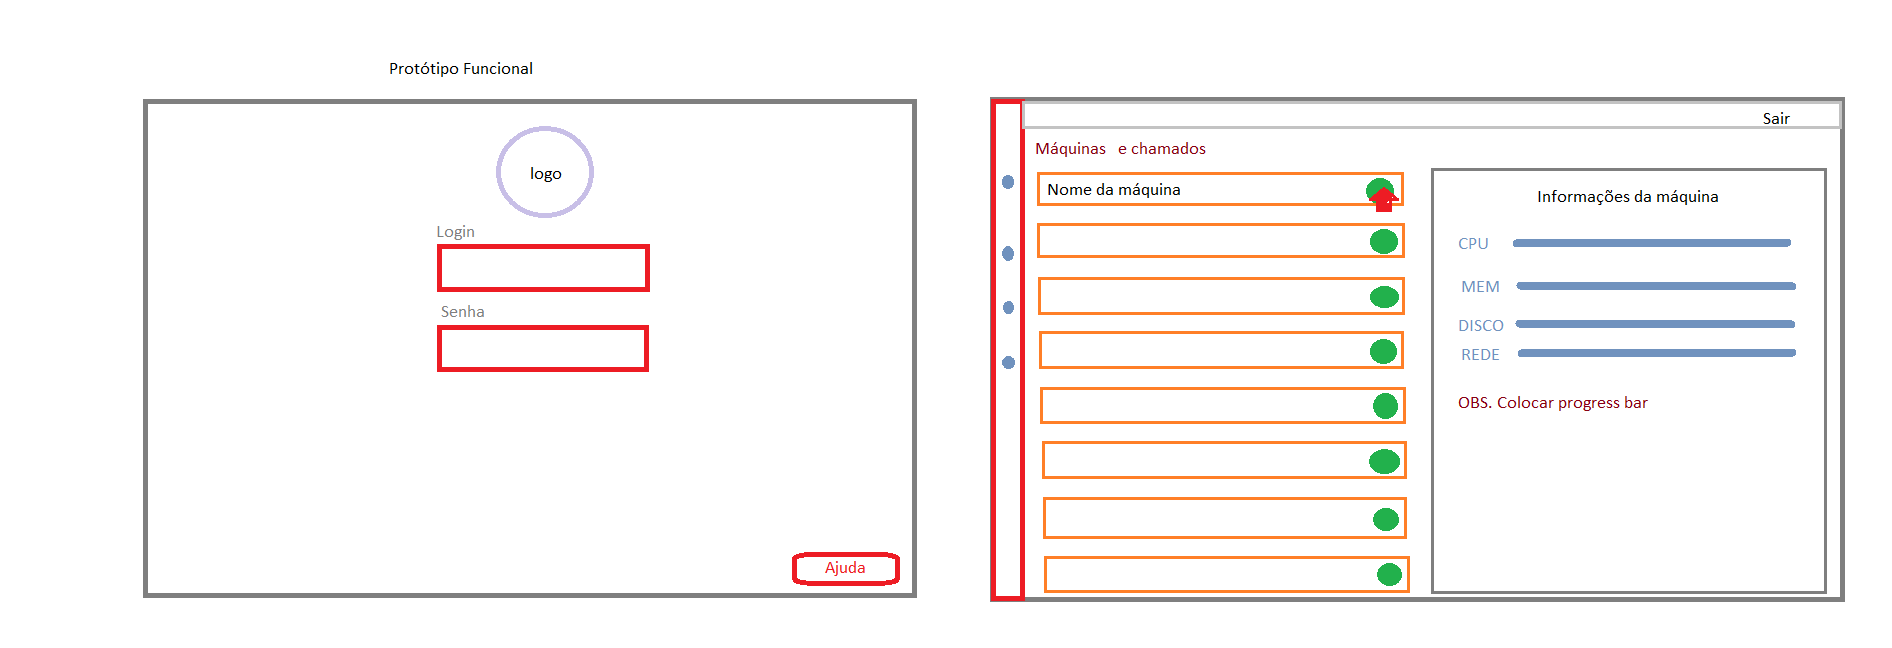 Protótipo Funcional
logo
Login
Senha
Ajuda
Sair
Máquinas e chamados
Nome da máquina
Informações da máquina
CPU
MEM
DISCO
REDE
OBS. Colocar progress bar